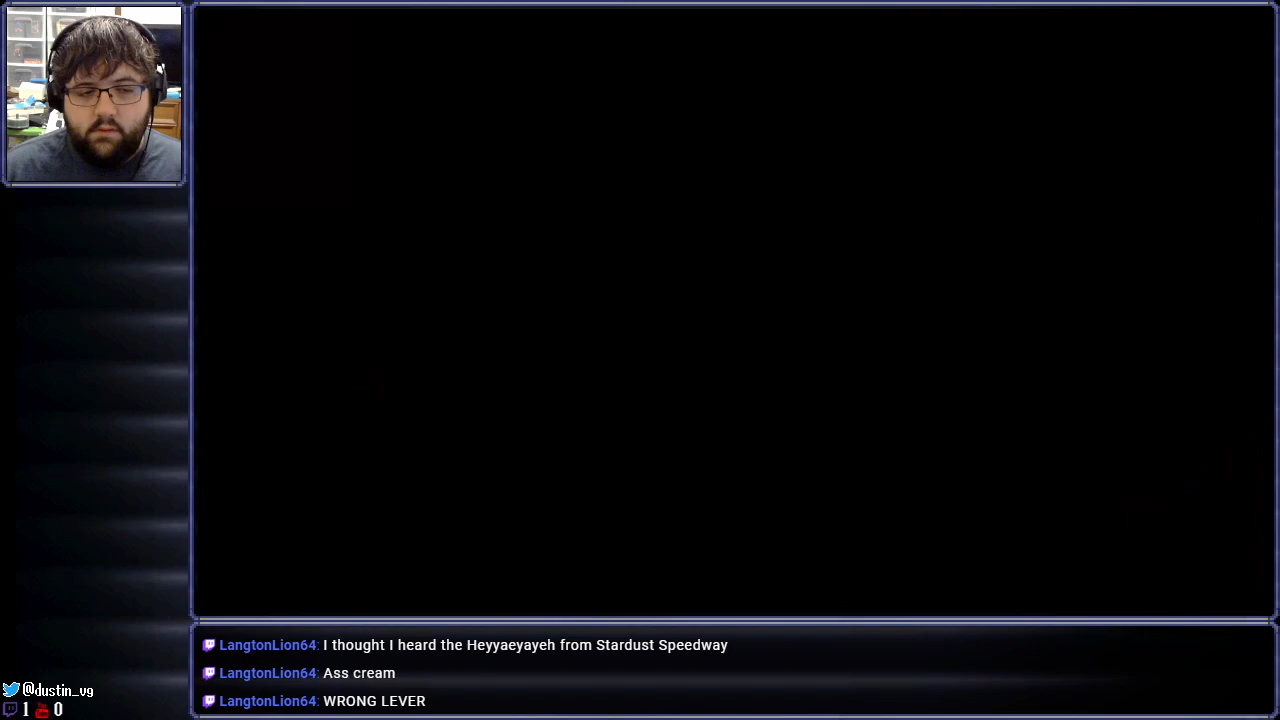 LangtonLion64: I thought I heard the Heyyaeyayeh from Stardust Speedway
LangtonLion64: Ass cream
LangtonLion64: WRONG LEVER
@dustin_vg
1 0